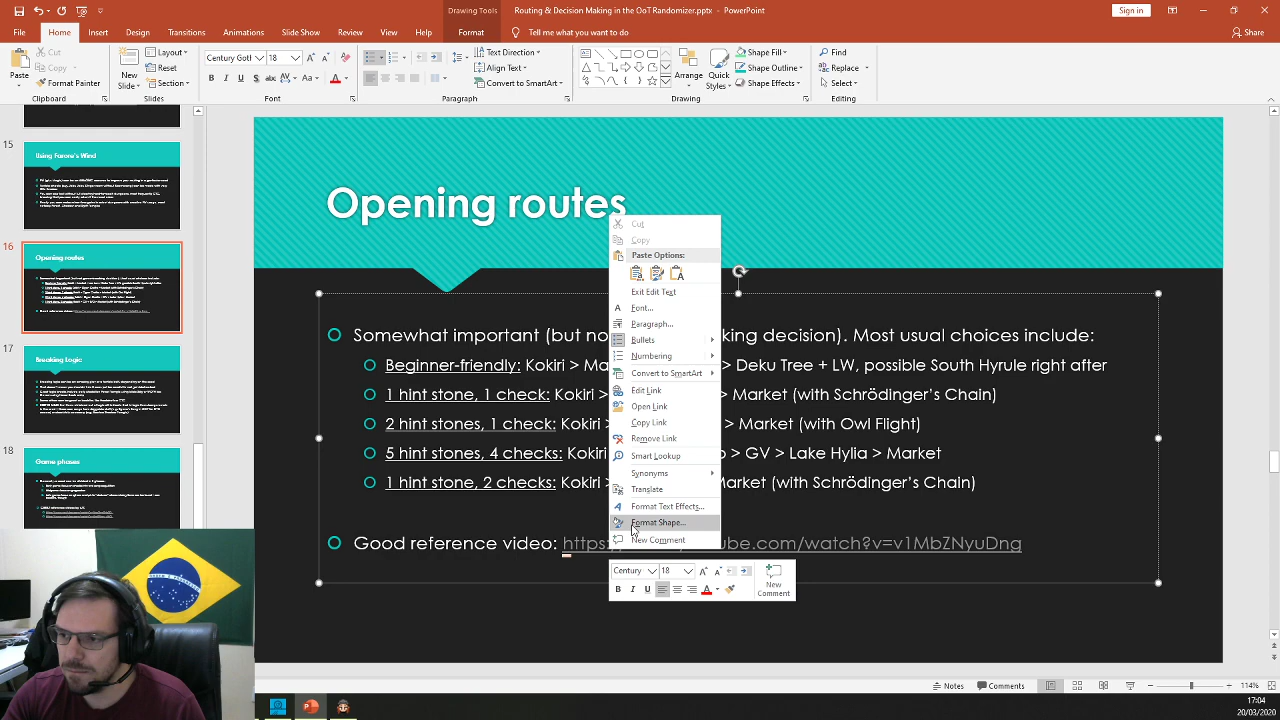 Drawing Tools
Routing & Decision Making in the OoT Randomizer.pptx - PowerPoint
Sign in
File Home Insert Design Transitions Animations Slide Show Review View Help Format Tell me what you want to do Share
Paste
Cut
Copy
Format Painter
Clipboard
New Slide
Layout
Reset
Section
Slides
Century Gotl 18
Font
Text Direction
Align Text
Convert to SmartArt
Paragraph
Arrange
Quick Styles
Shape Fill
Shape Outline
Shape Effects
Drawing
Find
Replace
Select
Editing
15
Using Farore's Wind
16
Opening routes
17
Breaking Logic
18
Game phases
Opening routes
Somewhat important (but no king decision). Most usual choices include:
Beginner-friendly: Kokiri > Ma > Deku Tree + LW, possible South Hyrule right after
1 hint stone, 1 check: Kokiri > > Market (with Schrödinger's Chain)
2 hint stones, 1 check: Kokiri > > Market (with Owl Flight)
5 hint stones, 4 checks: Kokiri > GV > Lake Hylia > Market
1 hint stone, 2 checks: Kokiri > Market (with Schrödinger's Chain)
Good reference video: https: ube.com/watch?v=v1MbZNyuDng
Cut
Copy
Paste Options:
Exit Edit Text
Font...
Paragraph...
Bullets
Numbering
Convert to SmartArt
Edit Link
Open Link
Copy Link
Remove Link
Smart Lookup
Synonyms
Translate
Format Text Effects...
Format Shape...
New Comment
Century 18
New Comment
Notes Comments 114%
17:04
20/03/2020